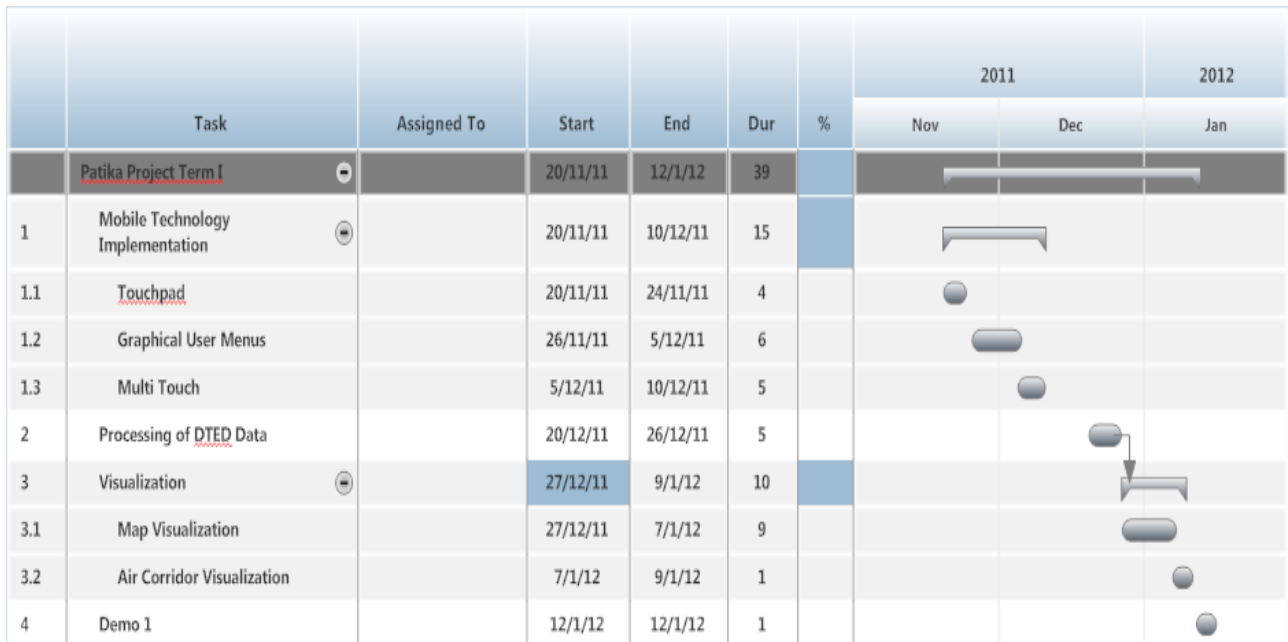 2011 2012
Task Assigned To Start End Dur % Nov Dec Jan
Patika Project Term I 20/11/11 12/1/12 39
1 Mobile Technology Implementation 20/11/11 10/12/11 15
1.1 Touchpad 20/11/11 24/11/11 4
1.2 Graphical User Menus 26/11/11 5/12/11 6
1.3 Multi Touch 5/12/11 10/12/11 5
2 Processing of DTED Data 20/12/11 26/12/11 5
3 Visualization 27/12/11 9/1/12 10
3.1 Map Visualization 27/12/11 7/1/12 9
3.2 Air Corridor Visualization 7/1/12 9/1/12 1
4 Demo 1 12/1/12 12/1/12 1